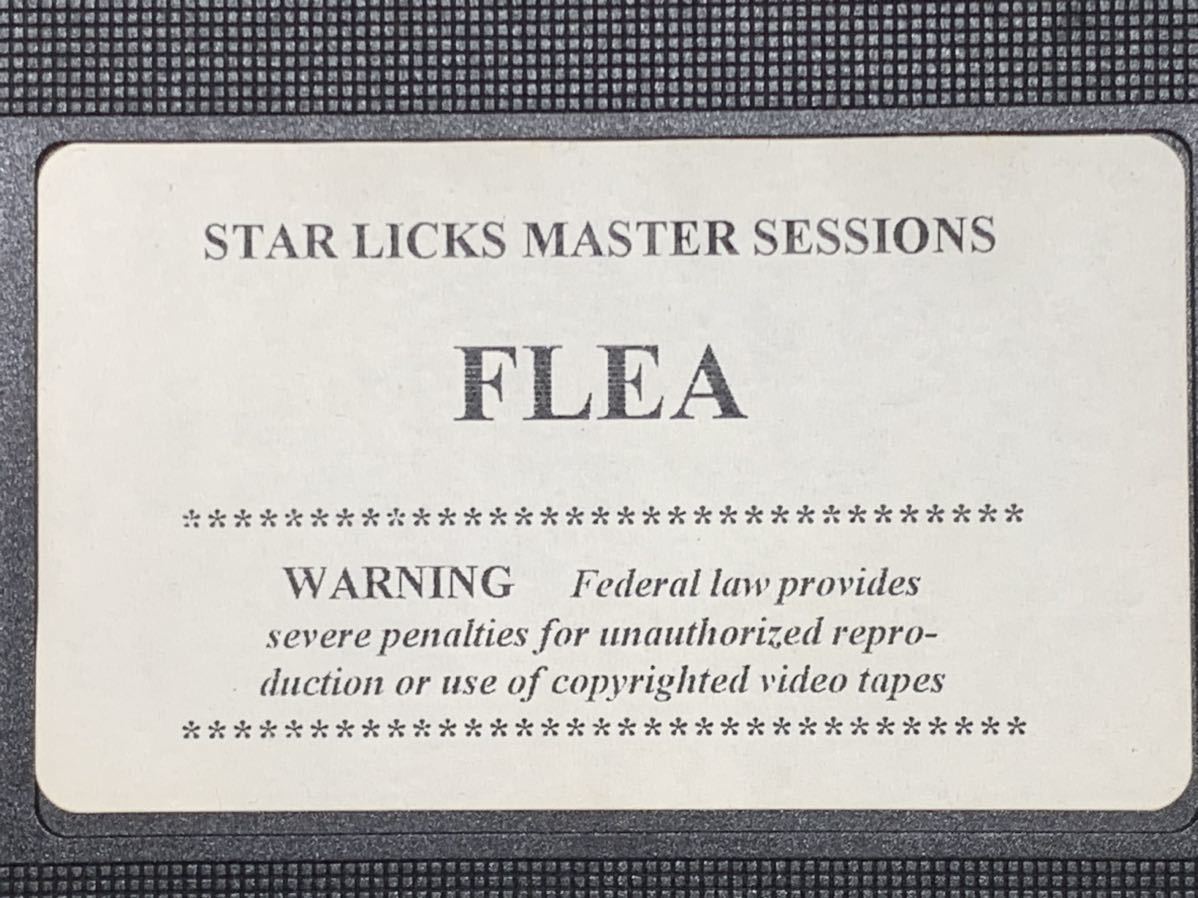 STAR LICKS MASTER SESSIONS
FLEA
*********************************
WARNING Federal law provides
severe penalties for unauthorized repro-
duction or use of copyrighted video tapes
*********************************